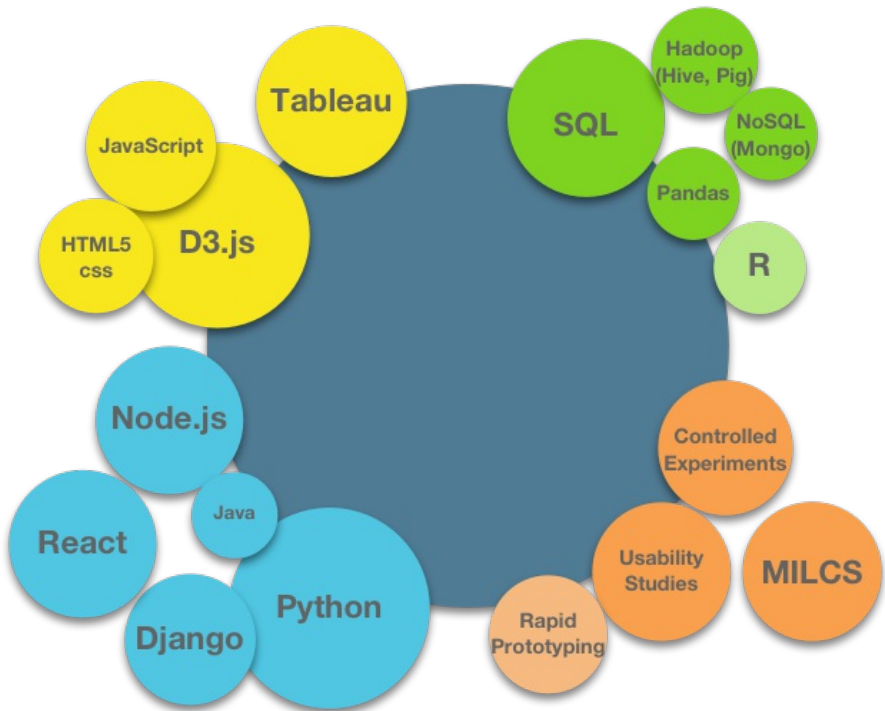 Tableau
JavaScript
D3.js
HTML5
css
SQL
Hadoop
(Hive, Pig)
NoSQL
(Mongo)
Pandas
R
Node.js
Java
React
Python
Django
Controlled
Experiments
Usability
Studies
MILCS
Rapid
Prototyping